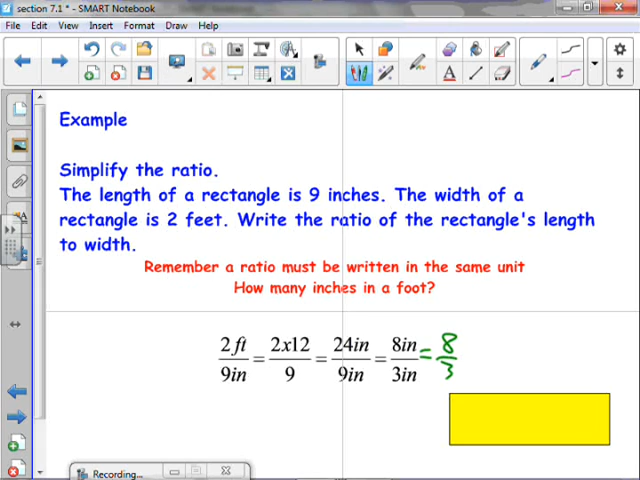 section 7.1 * - SMART Notebook
File Edit View Insert Format Draw Help
Example
Simplify the ratio.
The length of a rectangle is 9 inches. The width of a
rectangle is 2 feet. Write the ratio of the rectangle's length
to width.
Remember a ratio must be written in the same unit
How many inches in a foot?
2 ft / 9in = 2x12 / 9 = 24in / 9in = 8in / 3in = 8 / 3
Recording...